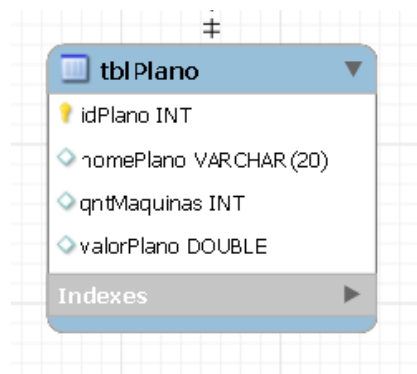 tblPlano
idPlano INT
nomePlano VARCHAR(20)
qntMaquinas INT
valorPlano DOUBLE
Indexes